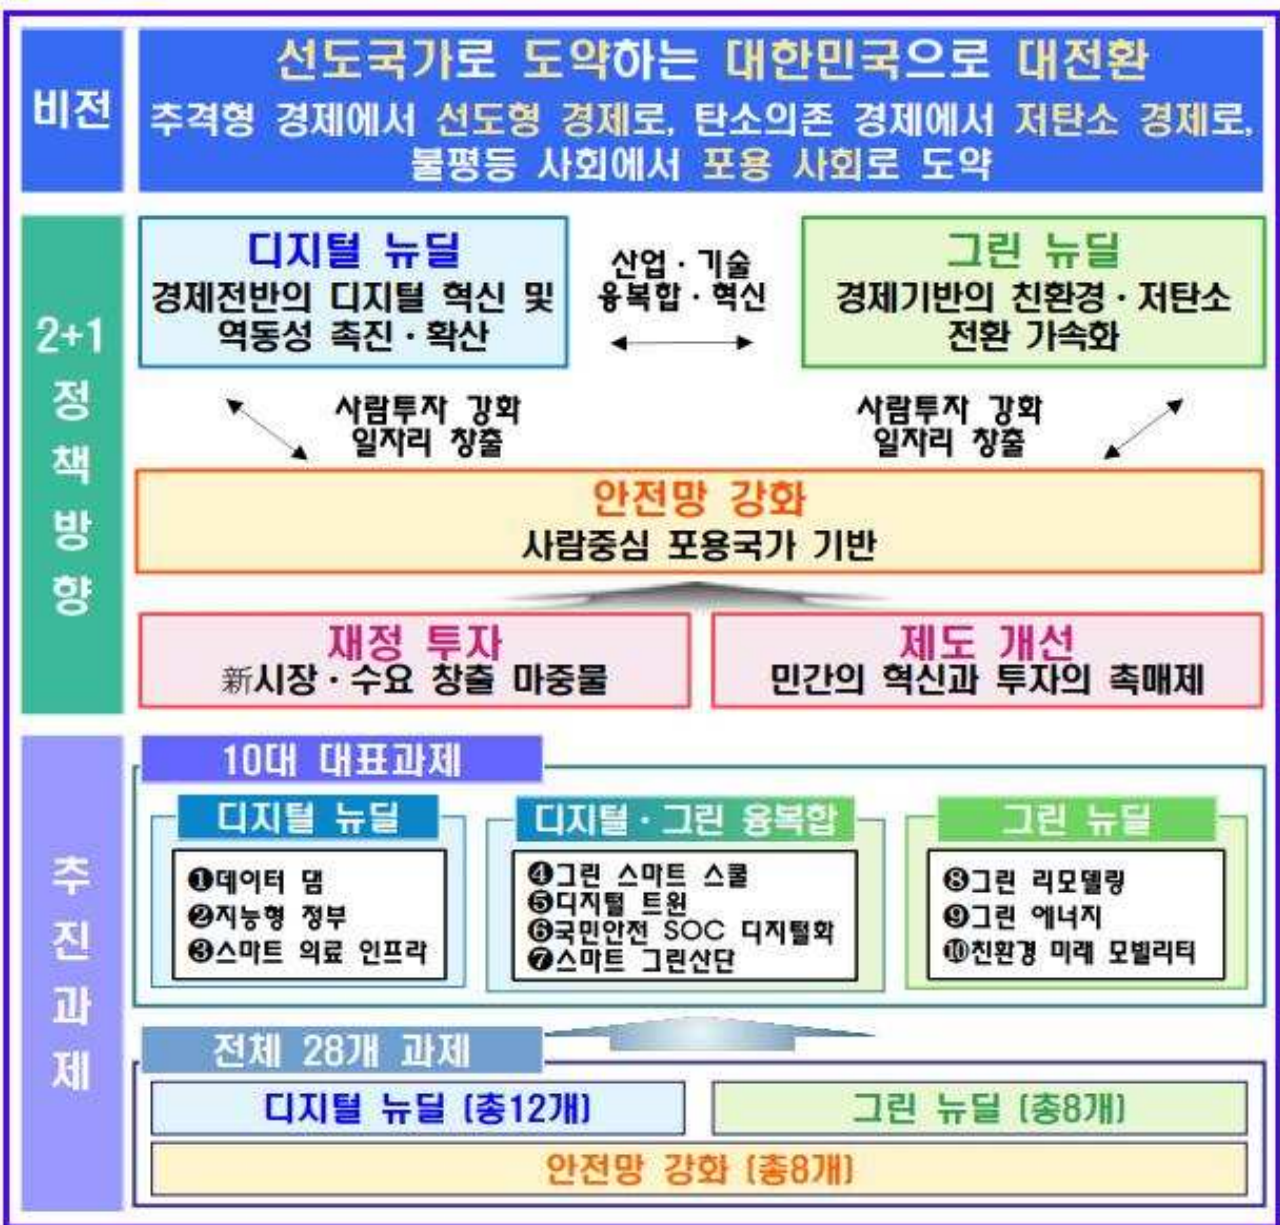 비전
선도국가로 도약하는 대한민국으로 대전환
추격형 경제에서 선도형 경제로, 탄소의존 경제에서 저탄소 경제로,
불평등 사회에서 포용 사회로 도약
2+1
정
책
방
향
디지털 뉴딜
경제전반의 디지털 혁신 및
역동성 촉진·확산
산업·기술
융복합·혁신
그린 뉴딜
경제기반의 친환경·저탄소
전환 가속화
사람투자 강화
일자리 창출
사람투자 강화
일자리 창출
안전망 강화
사람중심 포용국가 기반
재정 투자
新시장·수요 창출 마중물
제도 개선
민간의 혁신과 투자의 촉매제
추
진
과
제
10대 대표과제
디지털 뉴딜
❶데이터 댐
❷지능형 정부
❸스마트 의료 인프라
디지털·그린 융복합
❹그린 스마트 스쿨
❺디지털 트윈
❻국민안전 SOC 디지털화
❼스마트 그린산단
그린 뉴딜
❽그린 리모델링
❾그린 에너지
❿친환경 미래 모빌리티
전체 28개 과제
디지털 뉴딜 (총12개)
그린 뉴딜 (총8개)
안전망 강화 (총8개)